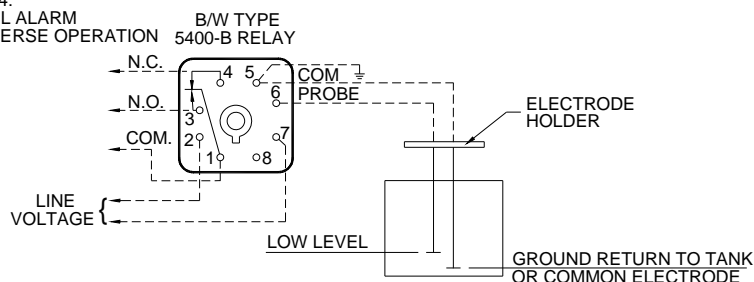 4.
L ALARM
ERSE OPERATION
B/W TYPE
5400-B RELAY
N.C.
4
5
COM
PROBE
6
N.O.
3
2
7
COM.
1
8
ELECTRODE
HOLDER
LINE
VOLTAGE {
LOW LEVEL
GROUND RETURN TO TANK
OR COMMON ELECTRODE